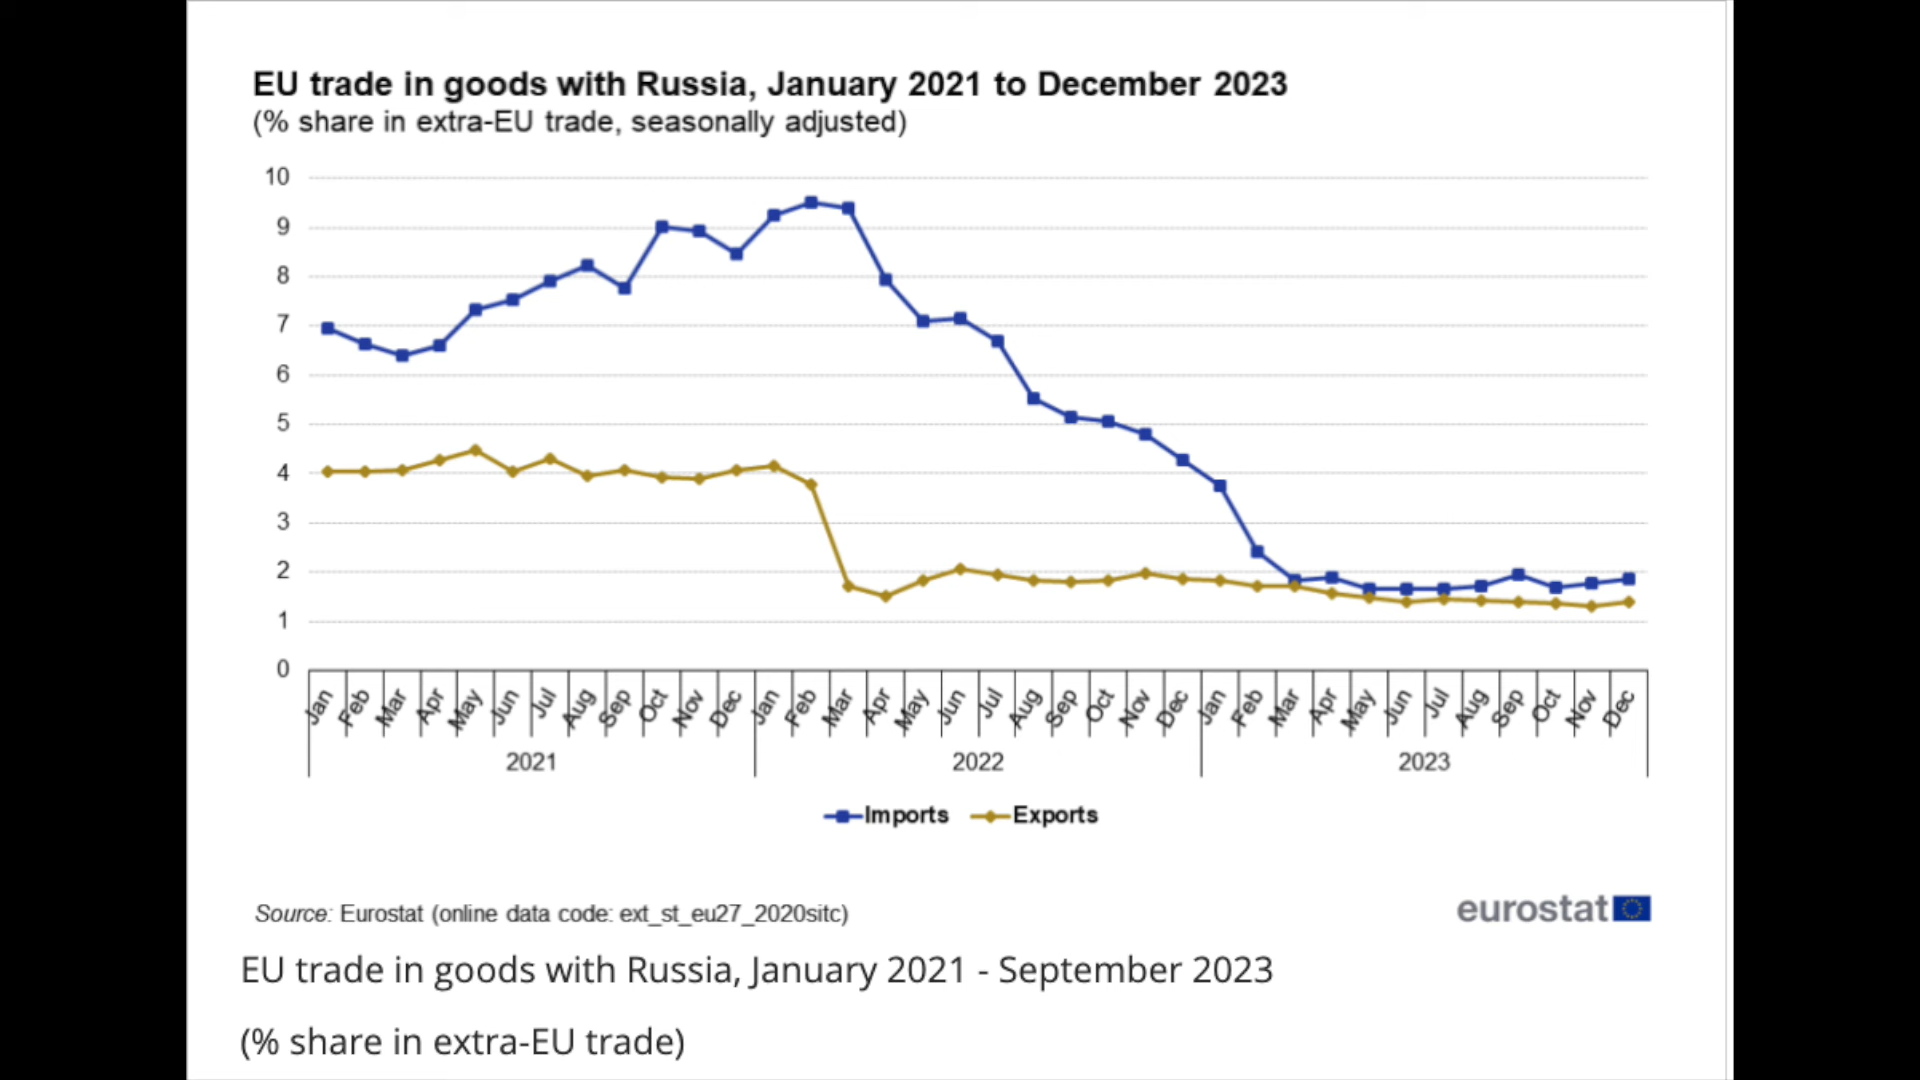 EU trade in goods with Russia, January 2021 to December 2023
(% share in extra-EU trade, seasonally adjusted)
10
9
8
7
6
5
4
3
2
1
0
Jan Feb Mar Apr May Jun Jul Aug Sep Oct Nov Dec Jan Feb Mar Apr May Jun Jul Aug Sep Oct Nov Dec Jan Feb Mar Apr May Jun Jul Aug Sep Oct Nov Dec
2021 2022 2023
Imports Exports
Source: Eurostat (online data code: ext_st_eu27_2020sitc)
eurostat
EU trade in goods with Russia, January 2021 - September 2023
(% share in extra-EU trade)